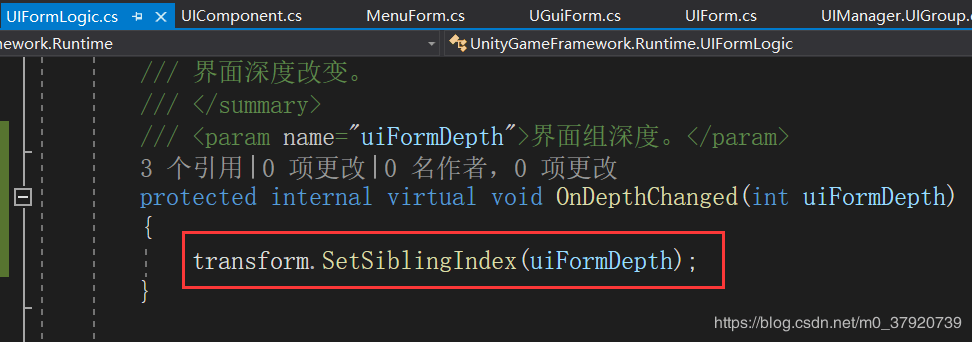 UIFormLogic.cs UIComponent.cs MenuForm.cs UGuiForm.cs UIForm.cs UIManager.UIGroup.c
mework.Runtime UnityGameFramework.Runtime.UIFormLogic
/// 界面深度改变。
/// </summary>
/// <param name="uiFormDepth">界面组深度。</param>
3 个引用|0 项更改|0 名作者, 0 项更改
protected internal virtual void OnDepthChanged(int uiFormDepth)
{
transform.SetSiblingIndex(uiFormDepth);
}
https://blog.csdn.net/m0_37920739